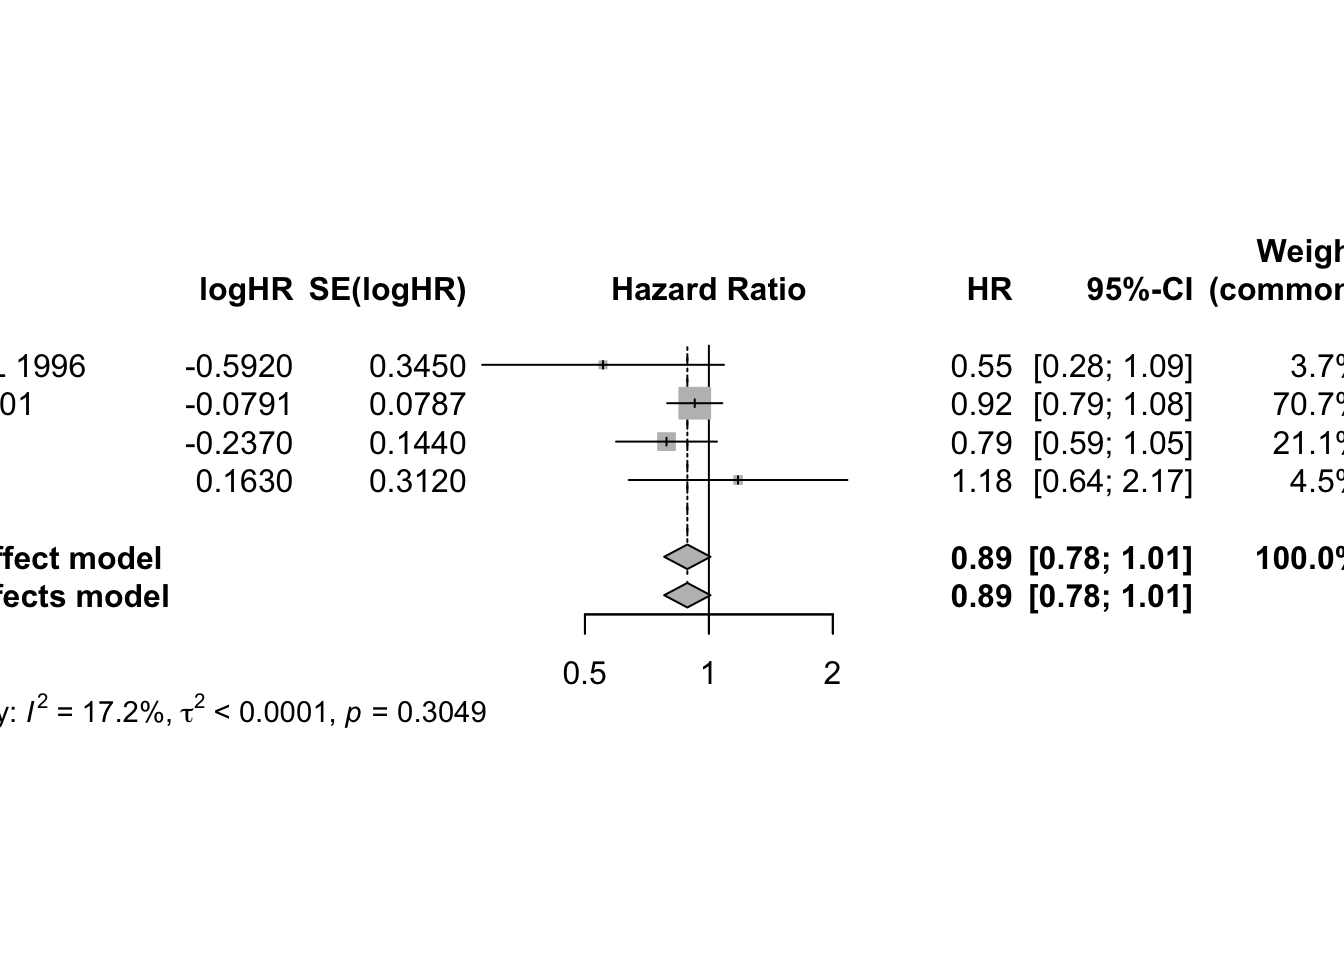 Weigh
logHR SE(logHR) Hazard Ratio HR 95%-CI (common
1996 -0.5920 0.3450 0.55 [0.28; 1.09] 3.7%
01 -0.0791 0.0787 0.92 [0.79; 1.08] 70.7%
-0.2370 0.1440 0.79 [0.59; 1.05] 21.1%
0.1630 0.3120 1.18 [0.64; 2.17] 4.5%
ffect model 0.89 [0.78; 1.01] 100.0%
fects model 0.89 [0.78; 1.01]
0.5 1 2
y: I² = 17.2%, τ² < 0.0001, p = 0.3049